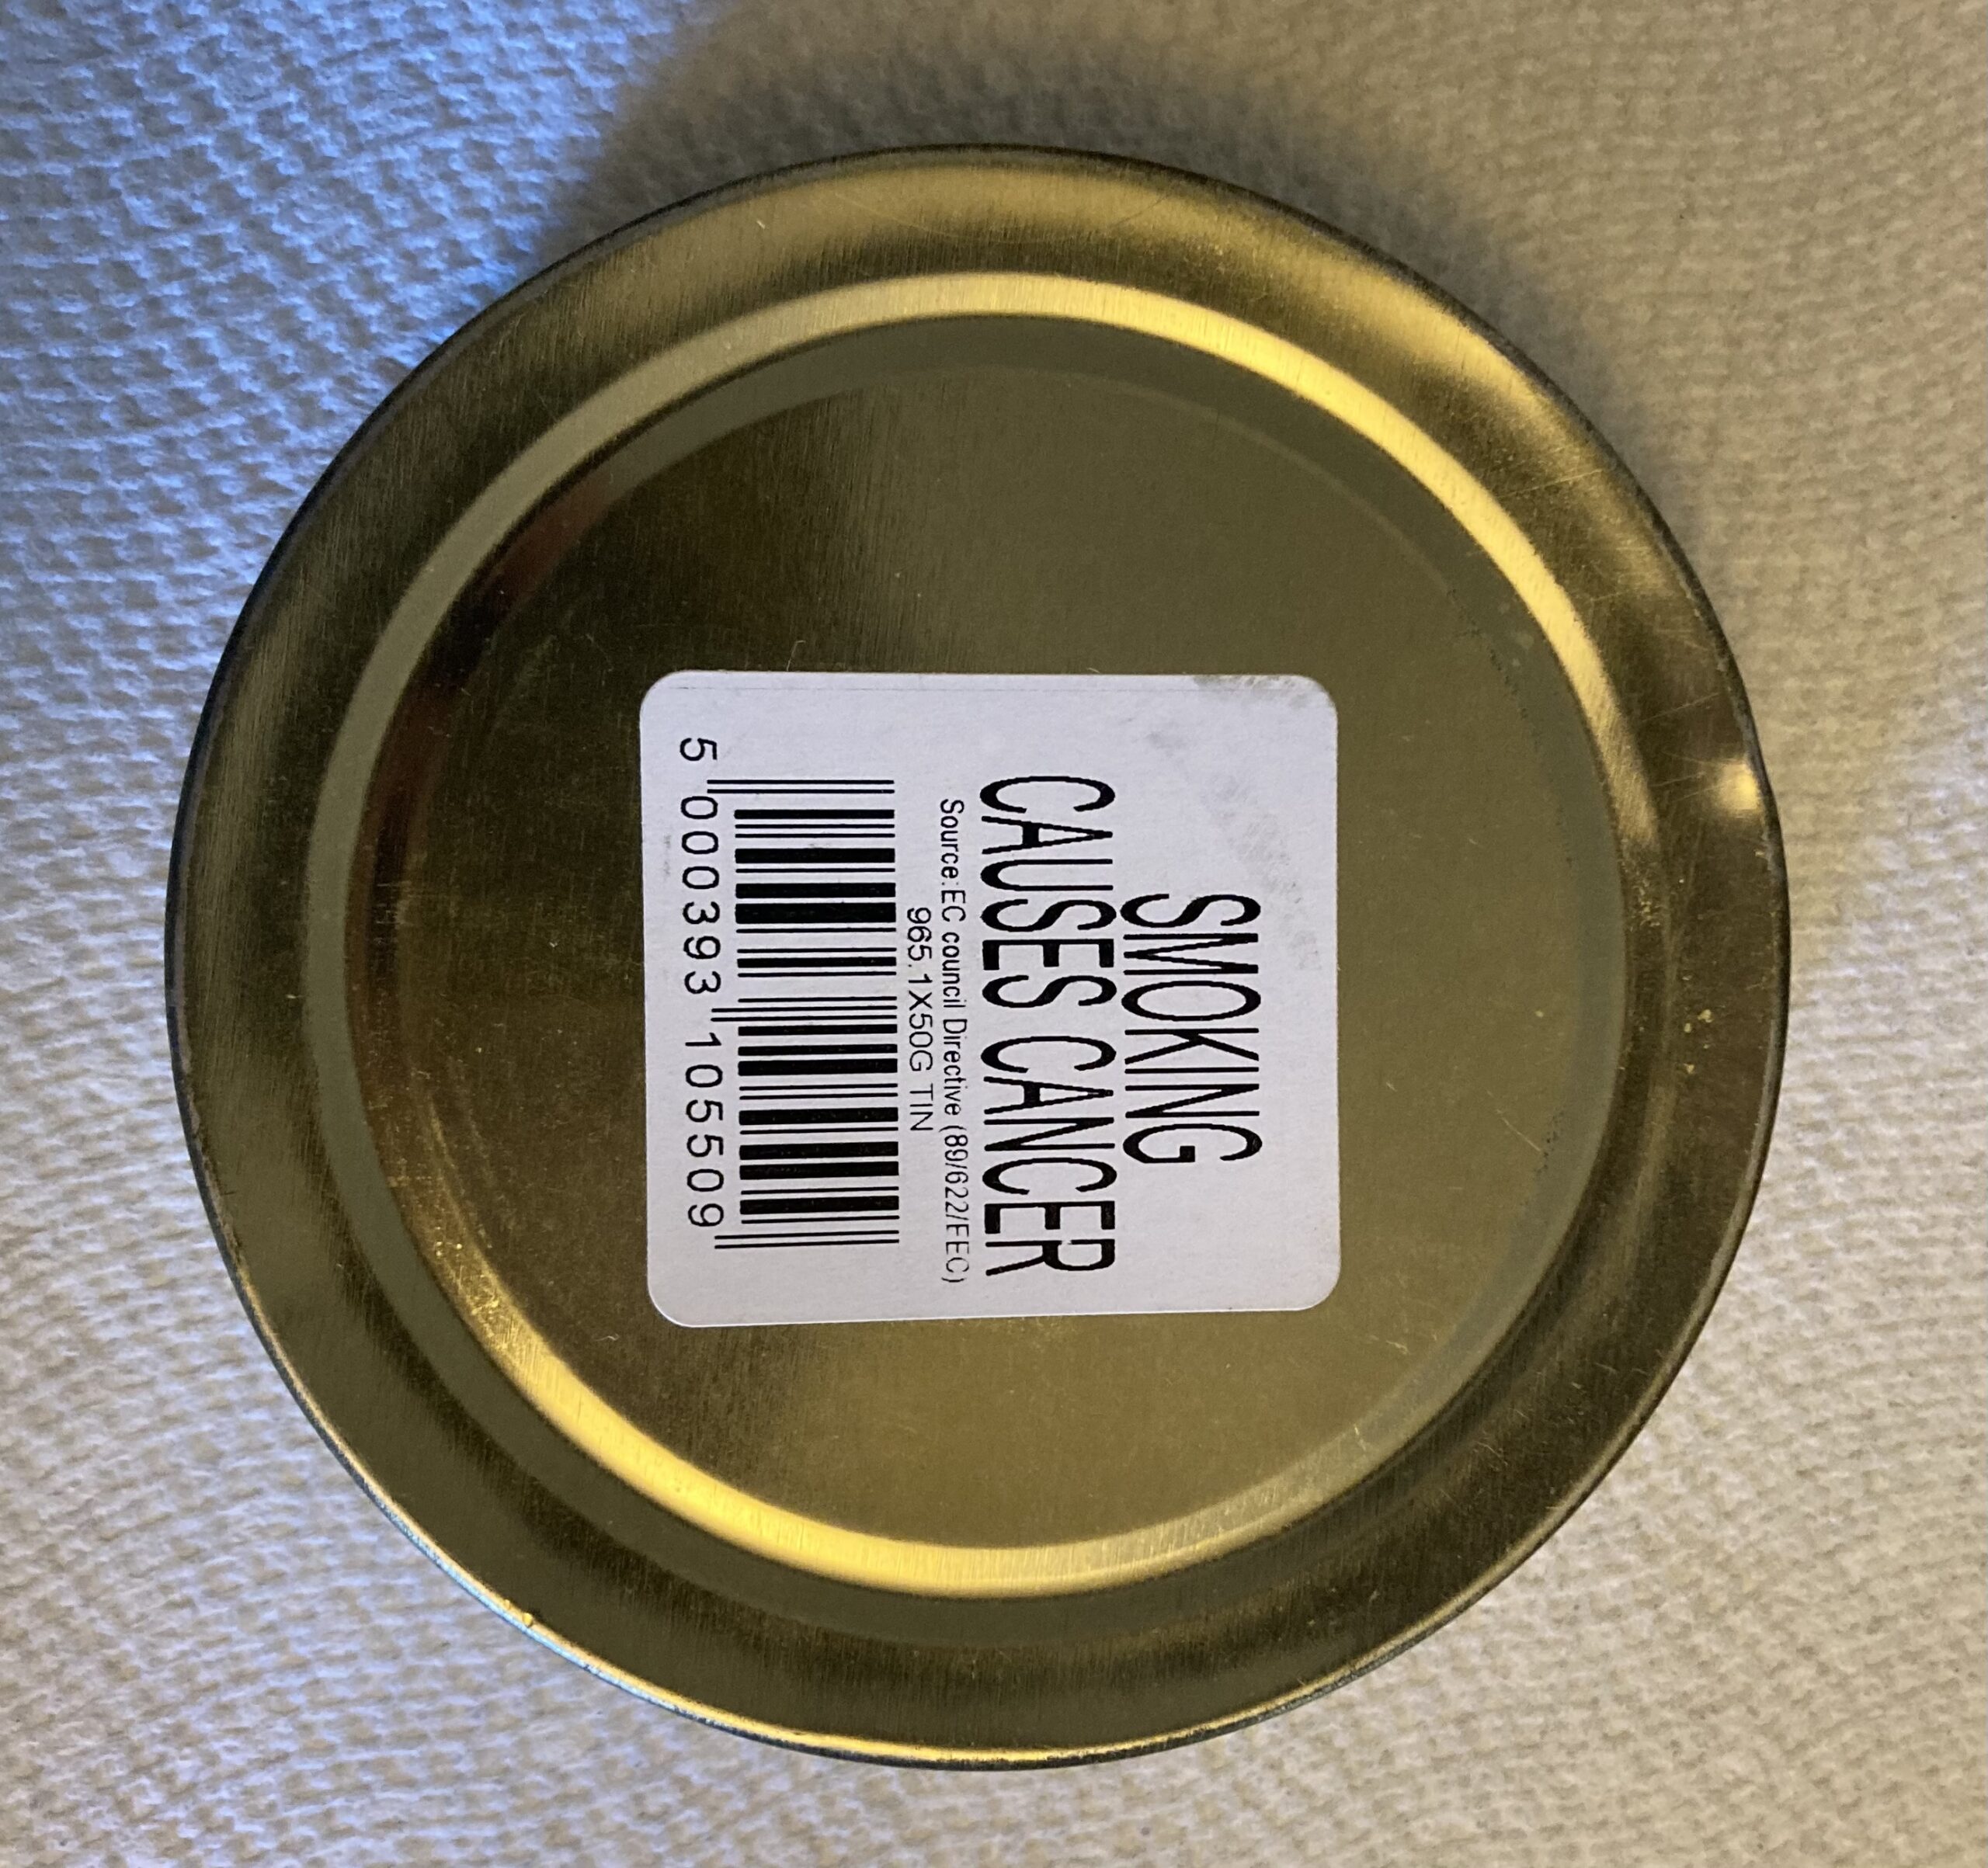 SMOKING
CAUSES CANCER
Source:EC council Directive (89/622/EEC)
965.1X50G TIN
5 000393 105509